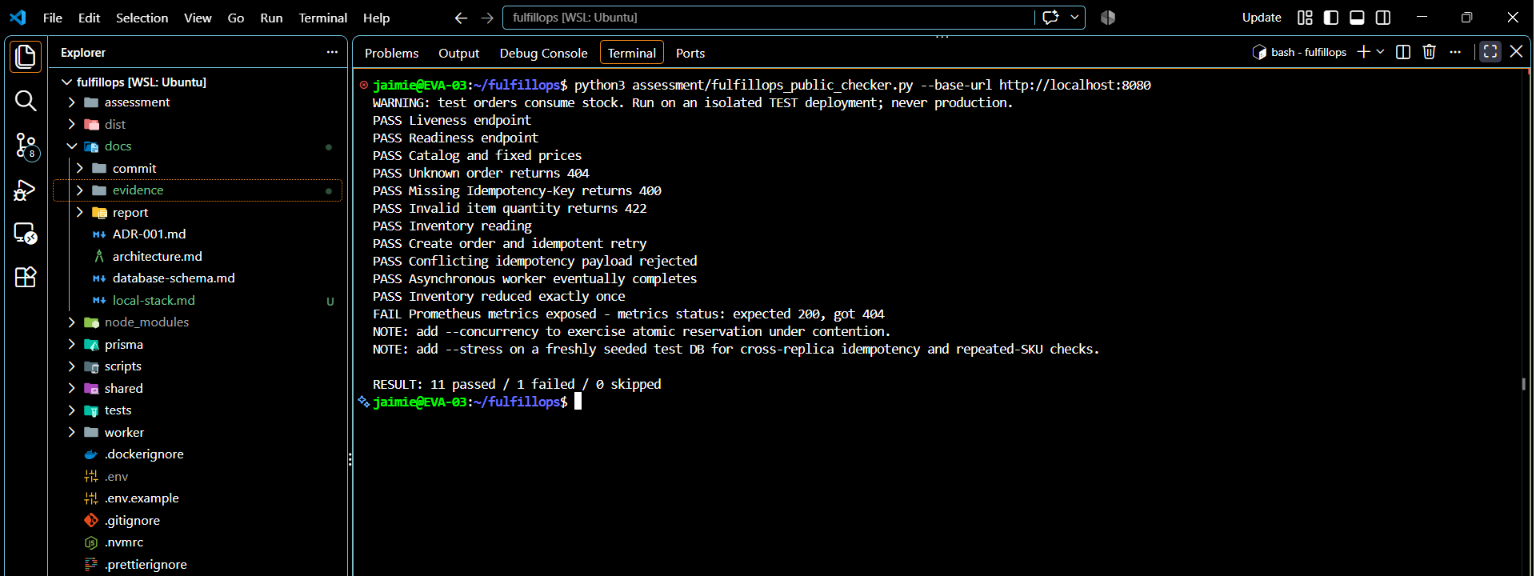 File Edit Selection View Go Run Terminal Help
fulfillops [WSL: Ubuntu]
Update
Explorer
fulfillops [WSL: Ubuntu]
assessment
dist
docs
commit
evidence
report
ADR-001.md
architecture.md
database-schema.md
local-stack.md U
node_modules
prisma
scripts
shared
tests
worker
.dockerignore
.env
.env.example
.gitignore
.nvmrc
.prettierignore
8
Problems Output Debug Console Terminal Ports
bash - fulfillops
jaimie@EVA-03:~/fulfillops$ python3 assessment/fulfillops_public_checker.py --base-url http://localhost:8080
WARNING: test orders consume stock. Run on an isolated TEST deployment; never production.
PASS Liveness endpoint
PASS Readiness endpoint
PASS Catalog and fixed prices
PASS Unknown order returns 404
PASS Missing Idempotency-Key returns 400
PASS Invalid item quantity returns 422
PASS Inventory reading
PASS Create order and idempotent retry
PASS Conflicting idempotency payload rejected
PASS Asynchronous worker eventually completes
PASS Inventory reduced exactly once
FAIL Prometheus metrics exposed - metrics status: expected 200, got 404
NOTE: add --concurrency to exercise atomic reservation under contention.
NOTE: add --stress on a freshly seeded test DB for cross-replica idempotency and repeated-SKU checks.
RESULT: 11 passed / 1 failed / 0 skipped
jaimie@EVA-03:~/fulfillops$